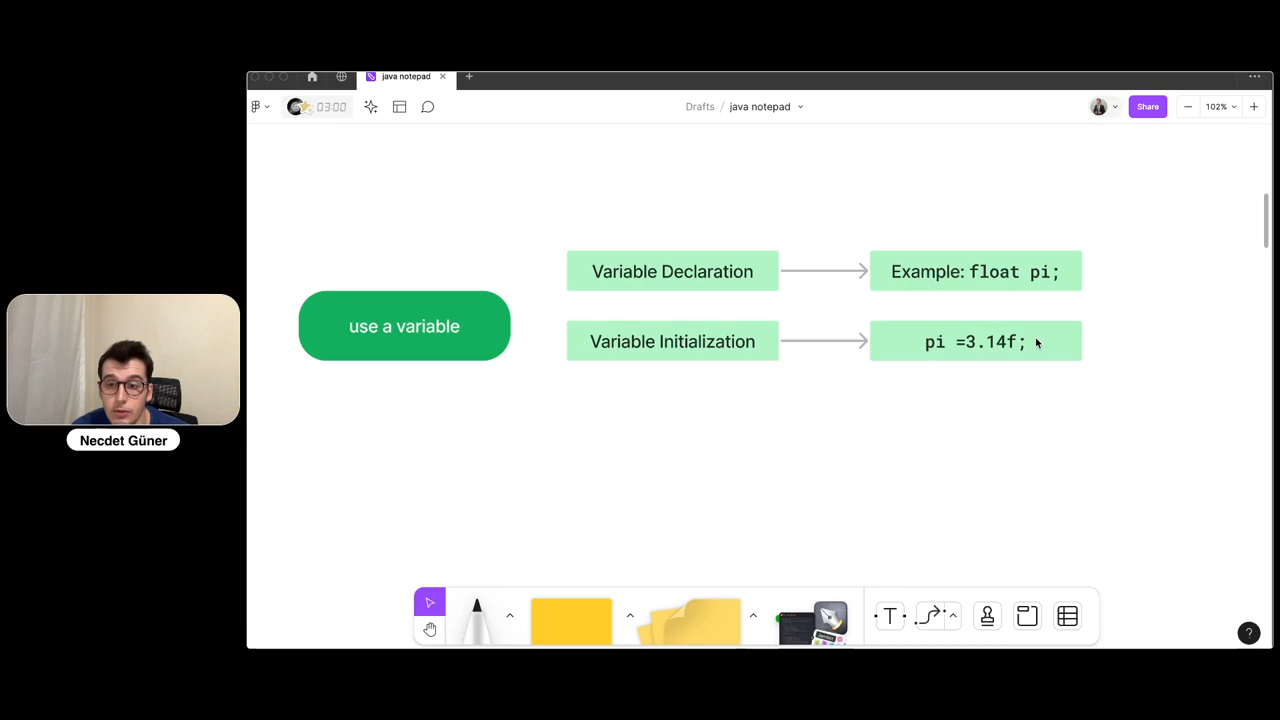 java notepad
03:00
Drafts / java notepad
Share
102%
Variable Declaration
Example: float pi;
use a variable
Variable Initialization
pi =3.14f;
Necdet Güner
T
?